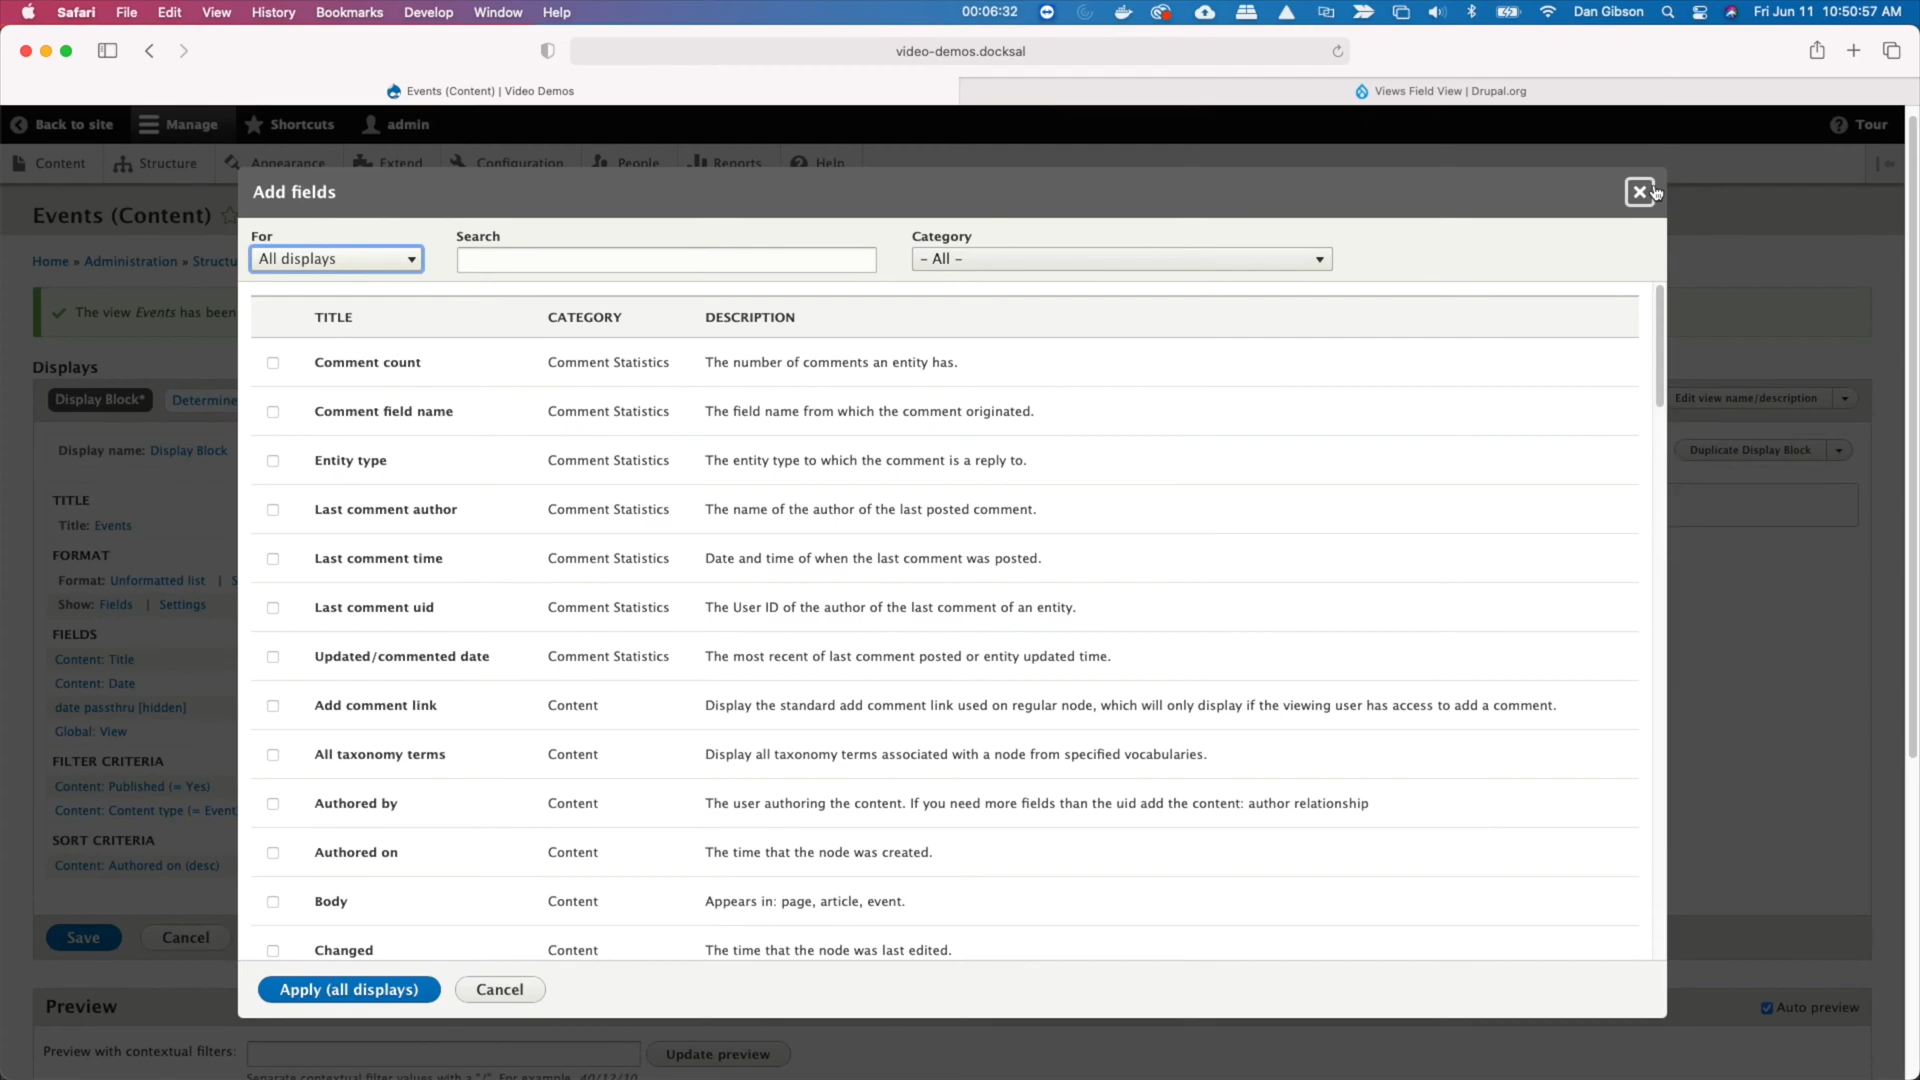 Safari File Edit View History Bookmarks Develop Window Help 00:06:32 Dan Gibson Fri Jun 11 10:50:57 AM
video-demos.docksal
Events (Content) | Video Demos
Views Field View | Drupal.org
Back to site Manage Shortcuts admin Tour
Content Structure Appearance Extend Configuration People Reports Help
Add fields
Events (Content)
For Search Category
All displays - All -
Home » Administration » Structu
The view Events has been
TITLE CATEGORY DESCRIPTION
Comment count Comment Statistics The number of comments an entity has.
Displays
Display Block* Determine
Edit view name/description
Comment field name Comment Statistics The field name from which the comment originated.
Display name: Display Block
Duplicate Display Block
Entity type Comment Statistics The entity type to which the comment is a reply to.
TITLE
Title: Events
Last comment author Comment Statistics The name of the author of the last posted comment.
FORMAT
Format: Unformatted list | S
Show: Fields | Settings
Last comment time Comment Statistics Date and time of when the last comment was posted.
Last comment uid Comment Statistics The User ID of the author of the last comment of an entity.
FIELDS
Content: Title
Content: Date
date passthru [hidden]
Global: View
Updated/commented date Comment Statistics The most recent of last comment posted or entity updated time.
Add comment link Content Display the standard add comment link used on regular node, which will only display if the viewing user has access to add a comment.
FILTER CRITERIA
Content: Published (= Yes)
Content: Content type (= Event
All taxonomy terms Content Display all taxonomy terms associated with a node from specified vocabularies.
Authored by Content The user authoring the content. If you need more fields than the uid add the content: author relationship
SORT CRITERIA
Content: Authored on (desc)
Authored on Content The time that the node was created.
Body Content Appears in: page, article, event.
Changed Content The time that the node was last edited.
Save Cancel
Apply (all displays) Cancel
Preview
Auto preview
Preview with contextual filters: Update preview
Separate contextual filter values with a "/". For example, 40/12/10